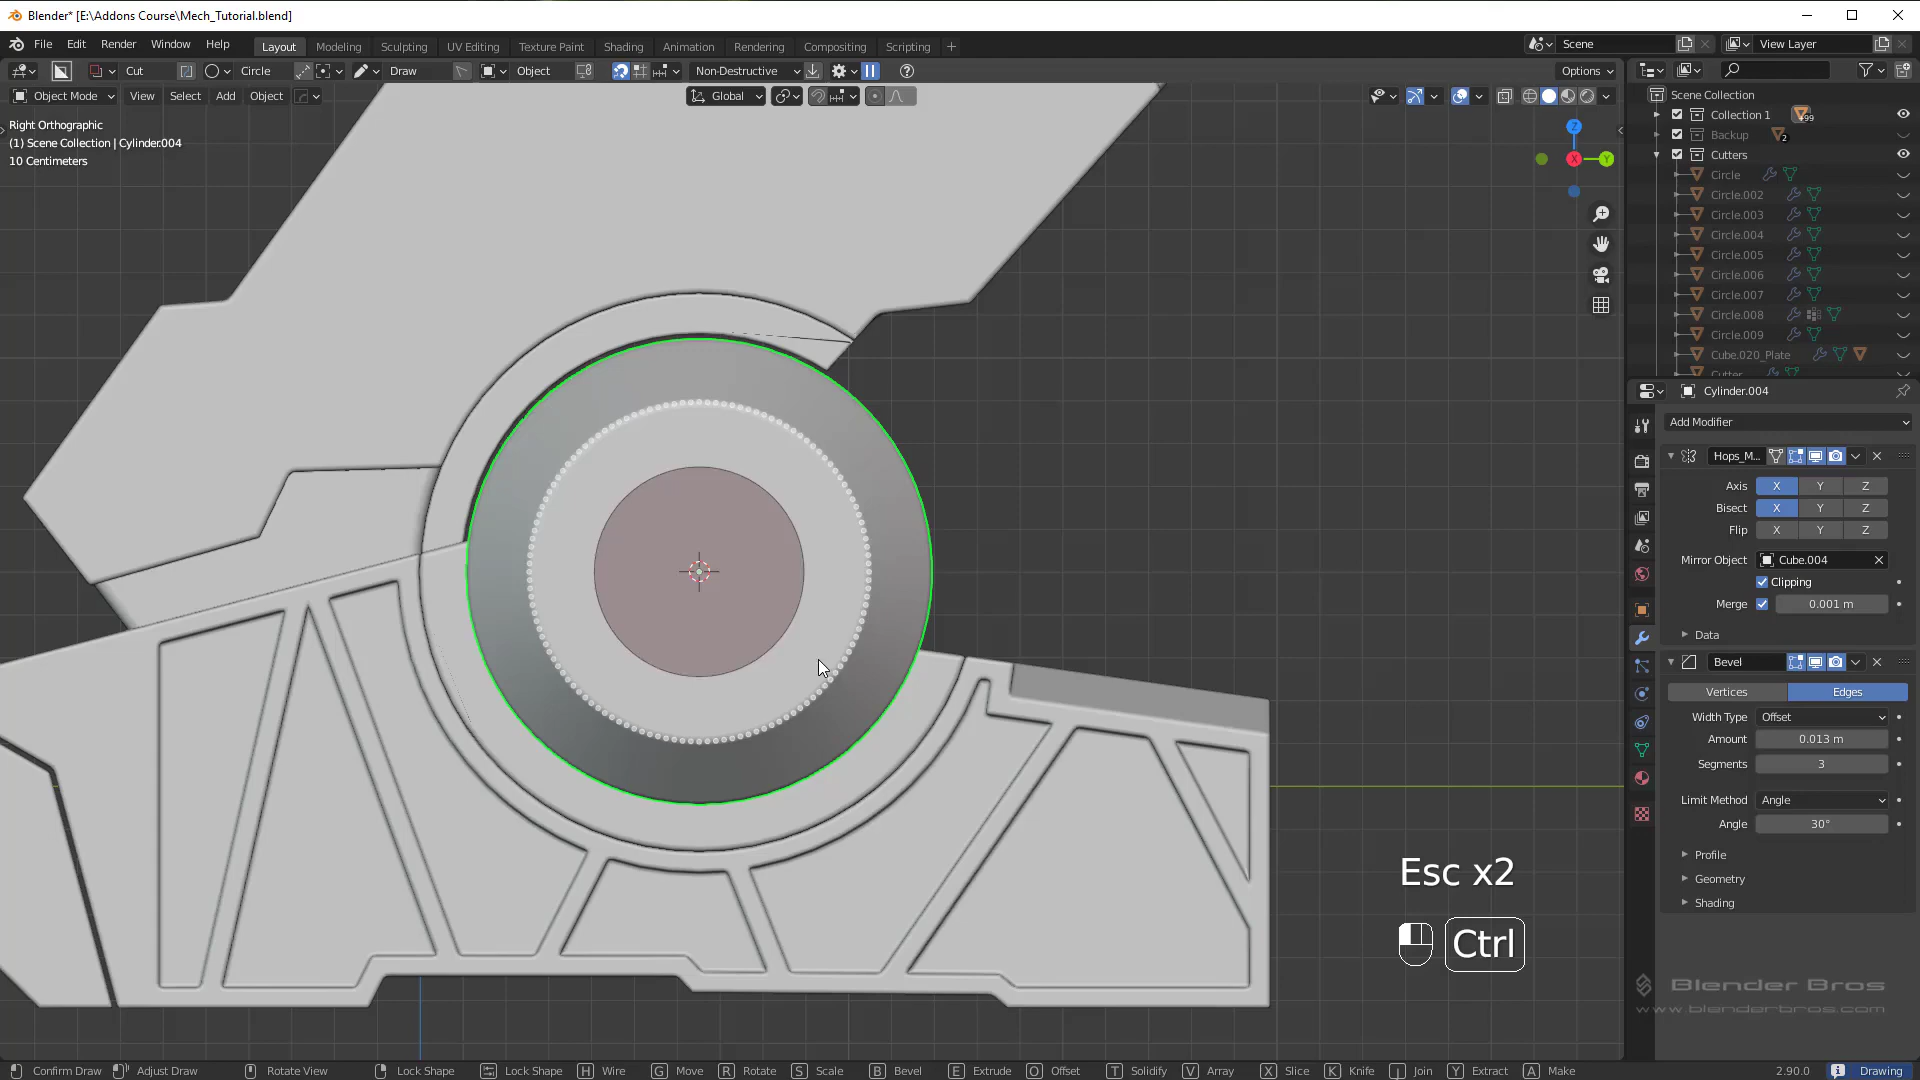 Blender* [E:\Addons Course\Mech_Tutorial.blend]
File Edit Render Window Help Layout Modeling Sculpting UV Editing Texture Paint Shading Animation Rendering Compositing Scripting + Scene View Layer
Cut Circle Draw Object Non-Destructive Options
Object Mode View Select Add Object Global
Right Orthographic
(1) Scene Collection | Cylinder.004
10 Centimeters
Z
X
Y
Scene Collection
Collection 1 +99
Backup 2
Cutters
Circle
Circle.002
Circle.003
Circle.004
Circle.005
Circle.006
Circle.007
Circle.008
Circle.009
Cube.020_Plate
Cutter
Cylinder.004
Add Modifier
Hops_M...
Axis X Y Z
Bisect X Y Z
Flip X Y Z
Mirror Object Cube.004
Clipping
Merge 0.001 m
Data
Bevel
Vertices Edges
Width Type Offset
Amount 0.013 m
Segments 3
Limit Method Angle
Angle 30°
Profile
Geometry
Shading
Esc x2
Ctrl
Blender Bros
www.blenderbros.com
Confirm Draw Adjust Draw Rotate View Lock Shape Lock Shape H Wire G Move R Rotate S Scale B Bevel E Extrude O Offset T Solidify V Array X Slice K Knife J Join Y Extract A Make 2.90.0 Drawing